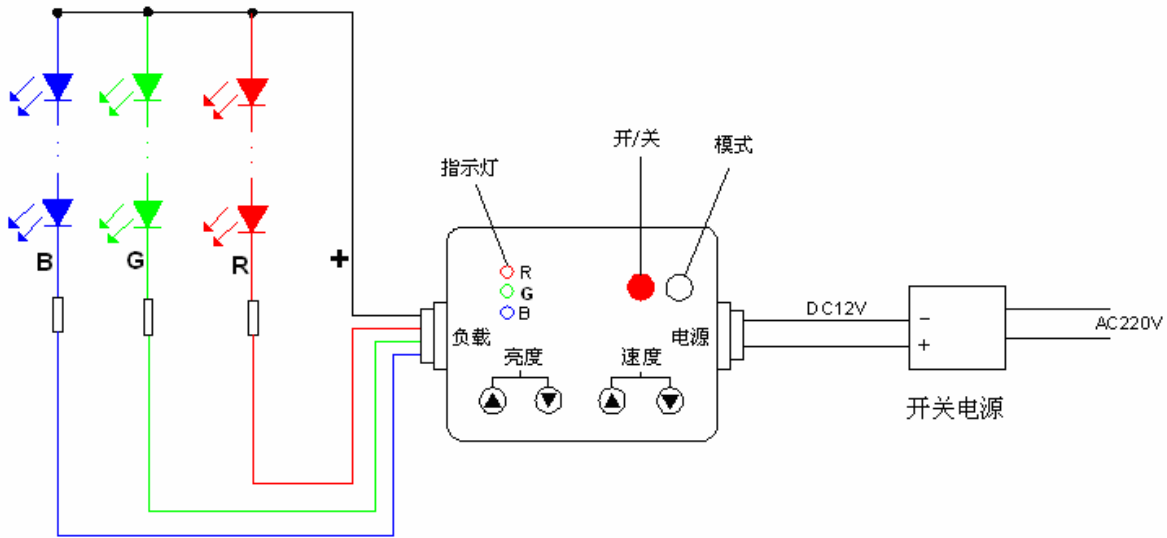 开/关
模式
指示灯
B
G
R
+
R
G
B
负载
电源
亮度
速度
DC12V
-
+
AC220V
开关电源